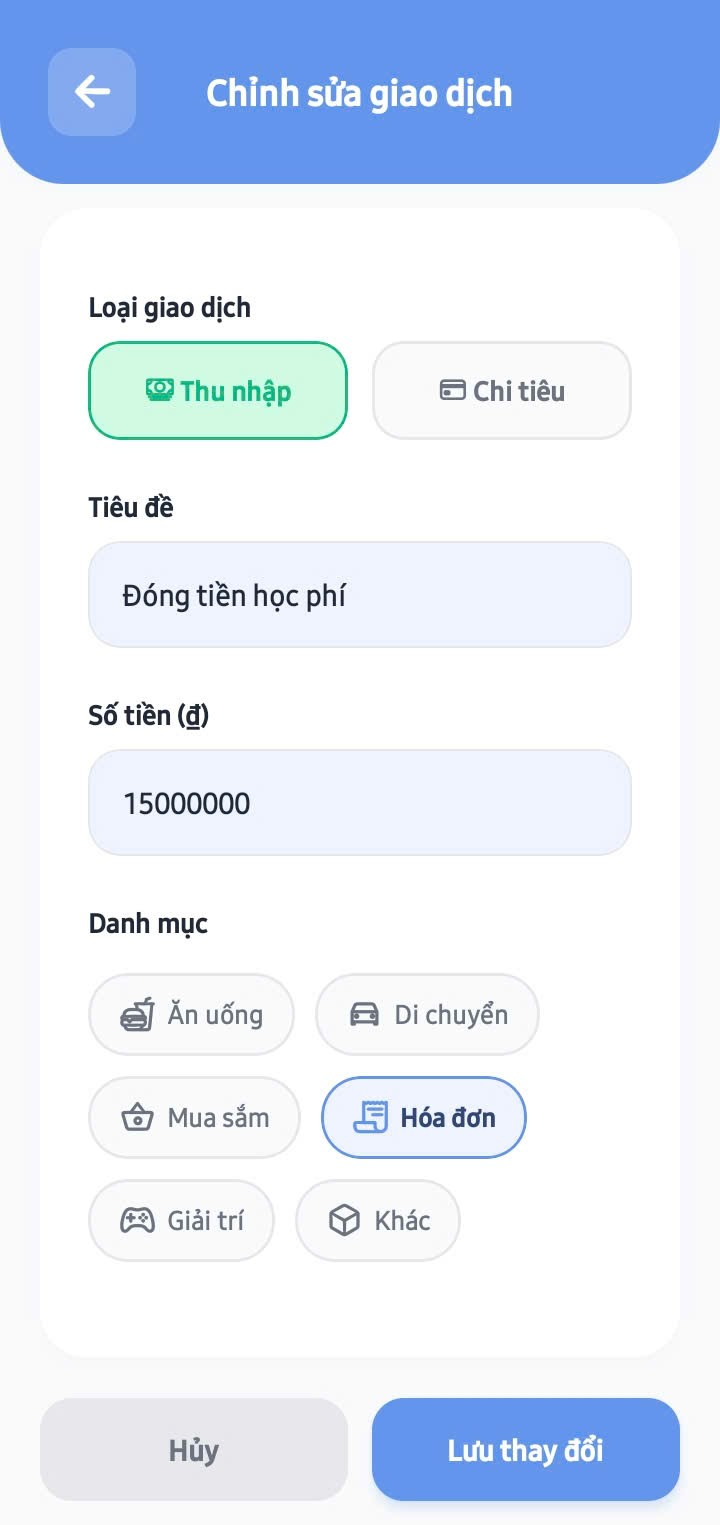 Chỉnh sửa giao dịch
Loại giao dịch
Thu nhập
Chi tiêu
Tiêu đề
Đóng tiền học phí
Số tiền (₫)
15000000
Danh mục
Ăn uống
Di chuyển
Mua sắm
Hóa đơn
Giải trí
Khác
Hủy
Lưu thay đổi